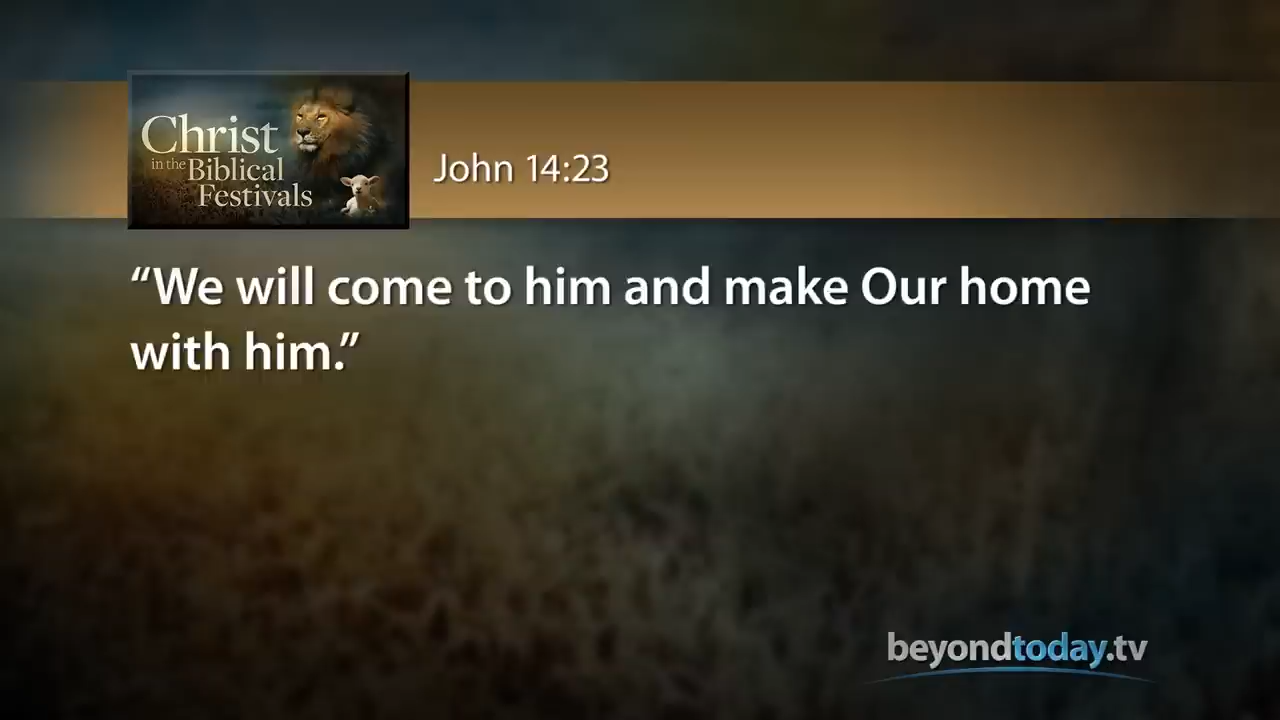 Christ
in the Biblical
Festivals
John 14:23
“We will come to him and make Our home
with him.”
beyondtoday.tv